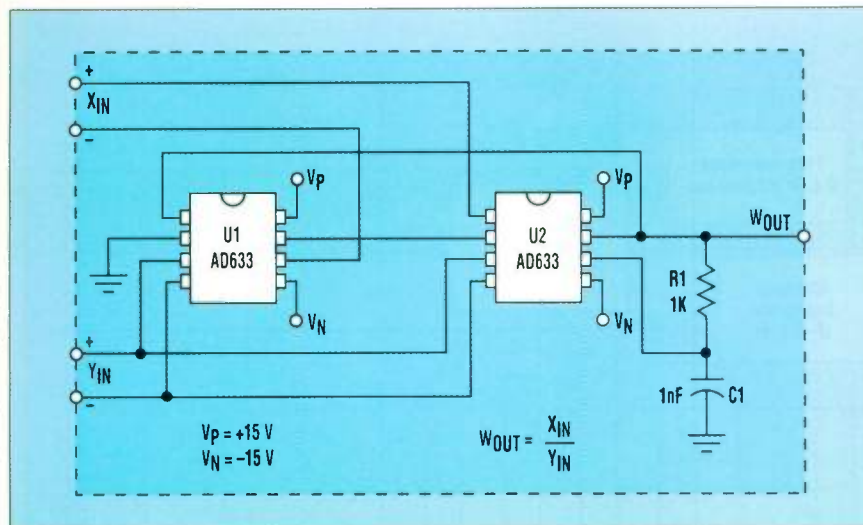 +
XIN
−
VP
VP
U1
AD633
U2
AD633
WOUT
R1
1K
VN
VN
+
YIN
−
1nF
C1
VP = +15 V
VN = −15 V
WOUT = XIN
YIN